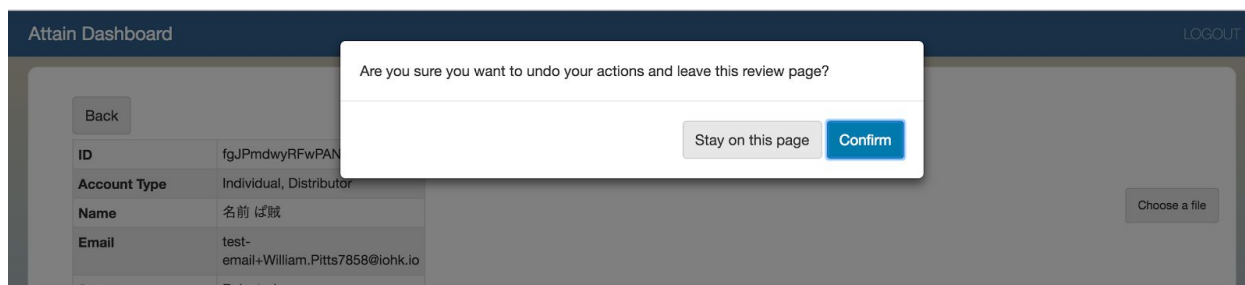 Attain Dashboard
LOGOUT
Are you sure you want to undo your actions and leave this review page?
Stay on this page
Confirm
Back
ID
fgJPmdwyRFwPAN
Account Type
Individual, Distributor
Name
名前 ぱ賊
Choose a file
Email
test-
email+William.Pitts7858@iohk.io